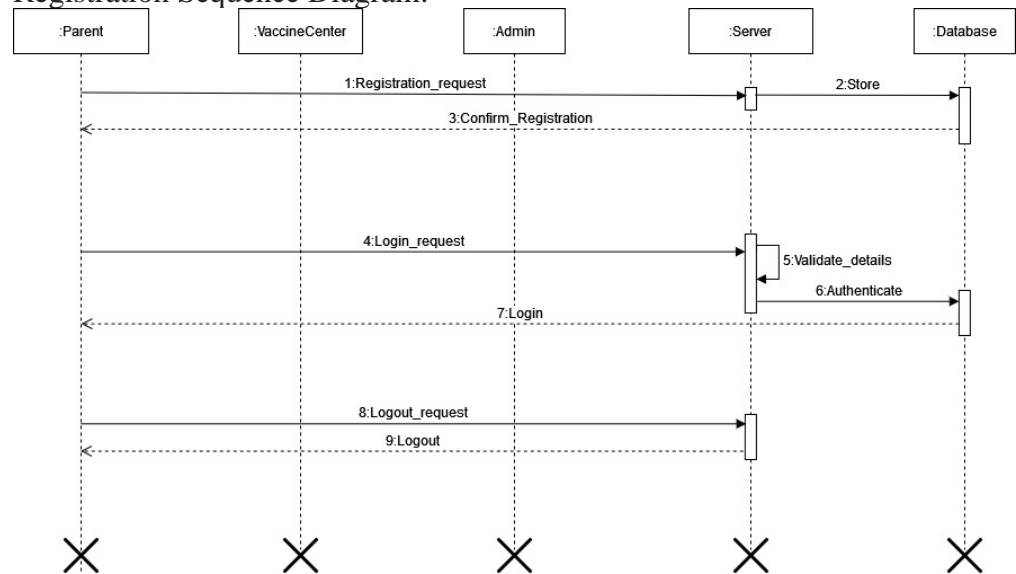 Registration Sequence Diagram:
:Parent
:VaccineCenter
:Admin
:Server
:Database
1:Registration_request
2:Store
3:Confirm_Registration
4:Login_request
5:Validate_details
6:Authenticate
7:Login
8:Logout_request
9:Logout